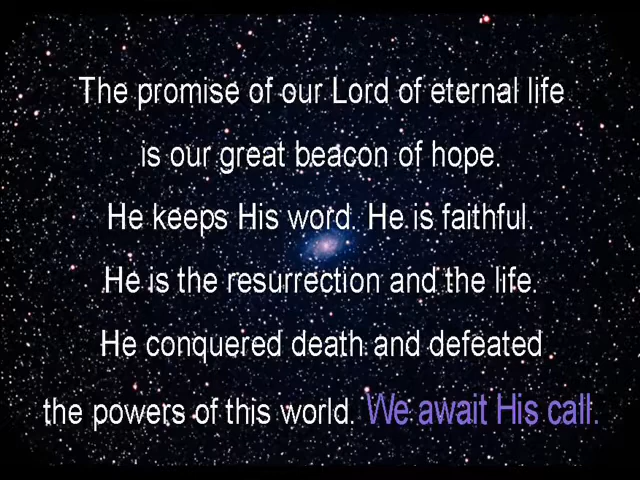 The promise of our Lord of eternal life
is our great beacon of hope.
He keeps His word. He is faithful.
He is the resurrection and the life.
He conquered death and defeated
the powers of this world. We await His call.